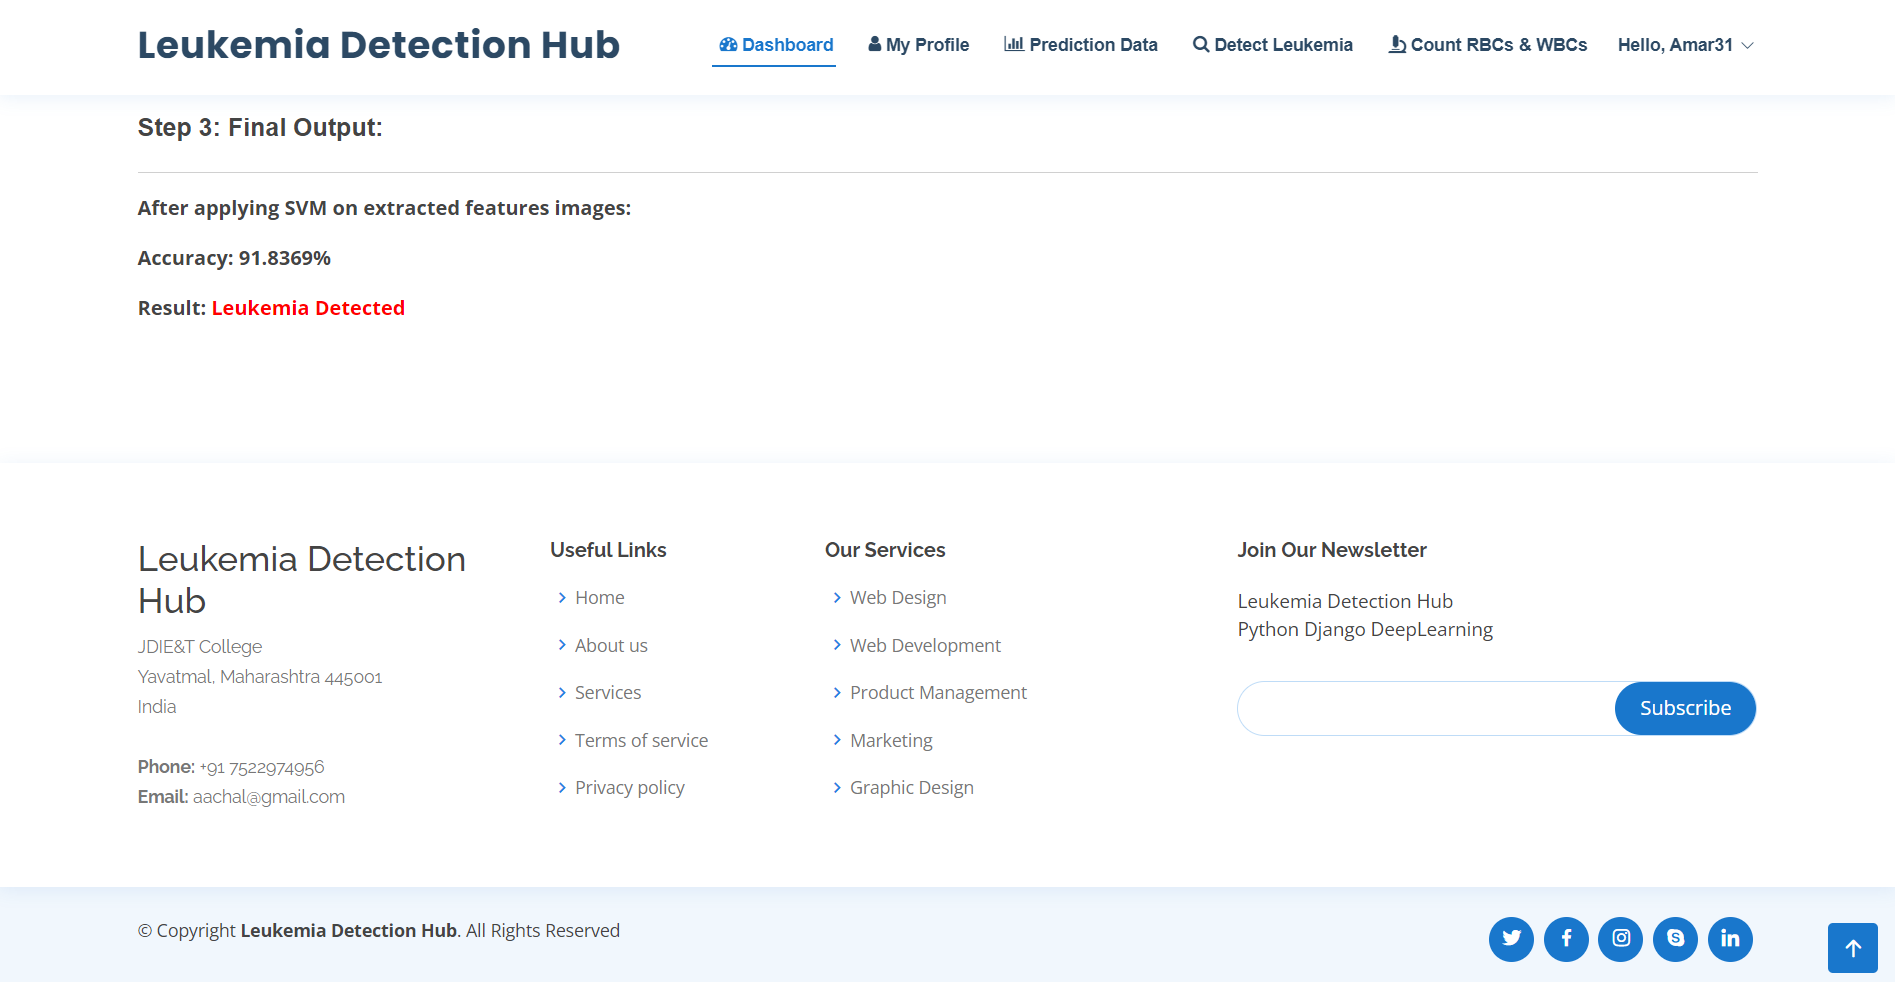 Leukemia Detection Hub
Dashboard
My Profile
Prediction Data
Detect Leukemia
Count RBCs & WBCs
Hello, Amar31
Step 3: Final Output:
After applying SVM on extracted features images:
Accuracy: 91.8369%
Result: Leukemia Detected
Leukemia Detection
Hub
JDIE&T College
Yavatmal, Maharashtra 445001
India
Phone: +91 7522974956
Email: aachal@gmail.com
Useful Links
Home
About us
Services
Terms of service
Privacy policy
Our Services
Web Design
Web Development
Product Management
Marketing
Graphic Design
Join Our Newsletter
Leukemia Detection Hub
Python Django DeepLearning
Subscribe
© Copyright Leukemia Detection Hub. All Rights Reserved